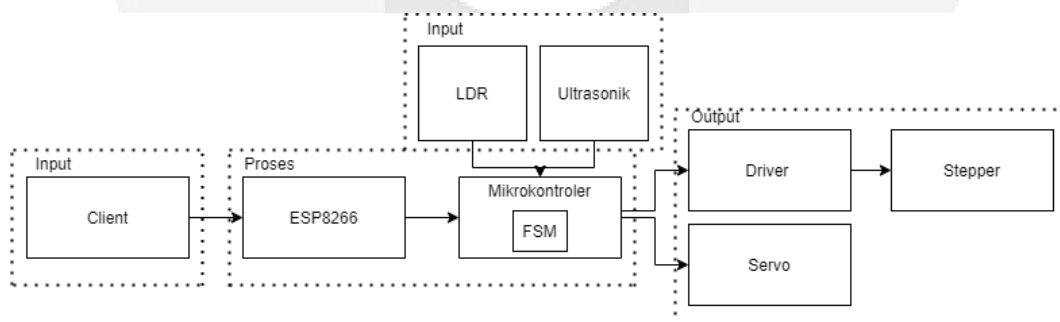 Input
LDR
Ultrasonik
Output
Input
Proses
Driver
Stepper
Client
ESP8266
Mikrokontroler
FSM
Servo